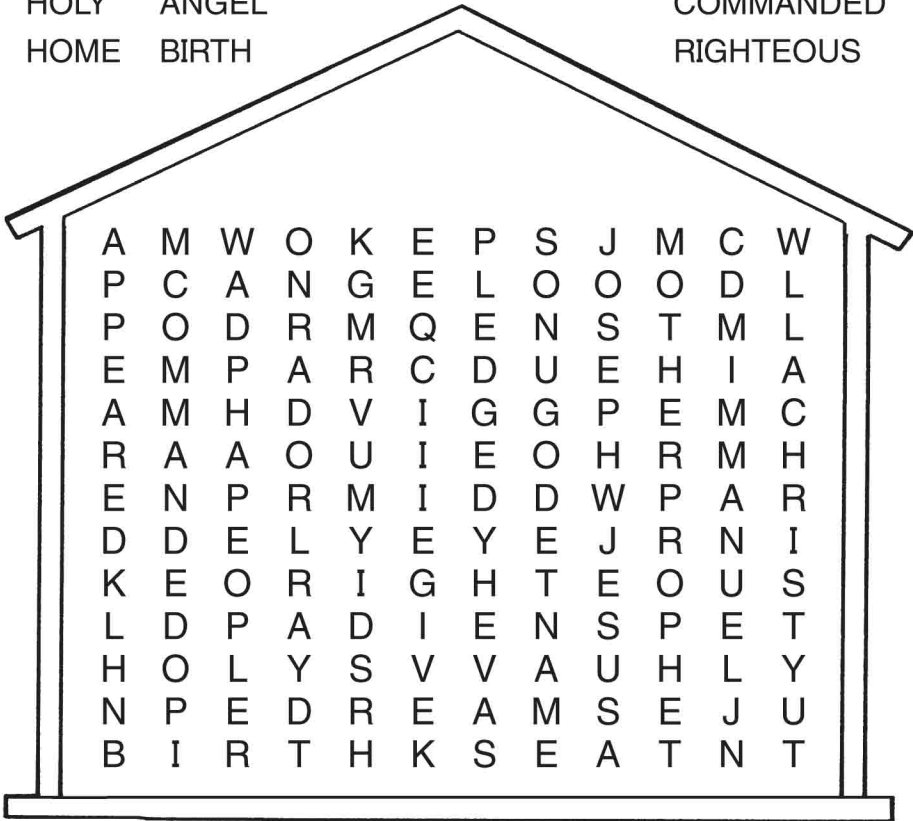 HOLY ANGEL COMMANDED
HOME BIRTH RIGHTEOUS
A M W O K E P S J M C W
P C A N G E L O O O D L
P O D R M Q E N S T M L
E M P A R C D U E H I A
A M H D V I G G P E M C
R A A O U I E O H R M H
E N P R M I D D W P A R
D D E L Y E Y E J R N I
K E O R I G H T E O U S
L D P A D I E N S P E T
H O L Y S V V A U H L Y
N P E D R E A M S E J U
B I R T H K S E A T N T